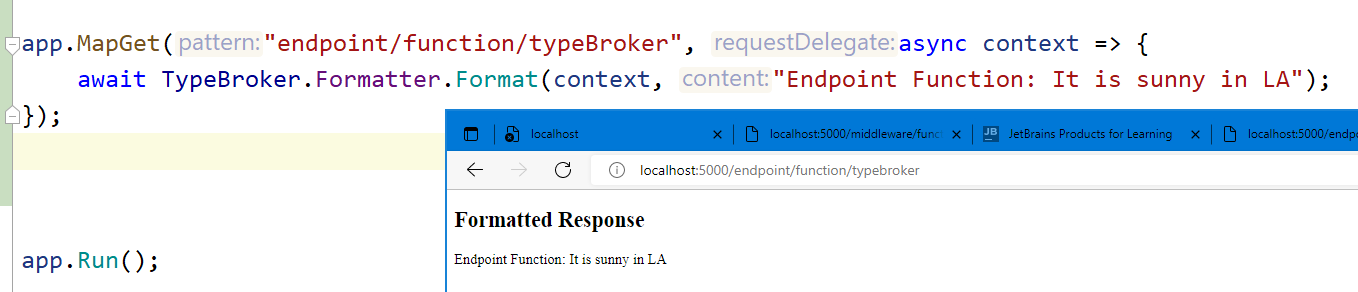 app.MapGet(pattern:"endpoint/function/typeBroker", requestDelegate:async context => {
await TypeBroker.Formatter.Format(context, content:"Endpoint Function: It is sunny in LA");
});
localhost
localhost:5000/middleware/func
JetBrains Products for Learning
localhost:5000/endpo
localhost:5000/endpoint/function/typebroker
Formatted Response
Endpoint Function: It is sunny in LA
app.Run();